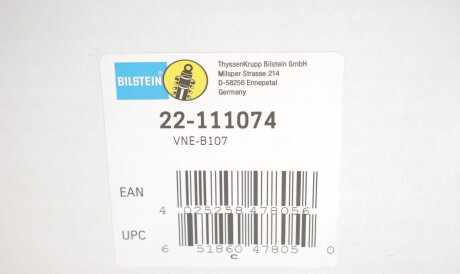 BILSTEIN®
ThyssenKrupp Bilstein GmbH
Milsper Strasse 214
D-58256 Ennepetal
Germany
22-111074
VNE-B107
EAN
4 025258 478056
UPC
6 51860 47805 0
C